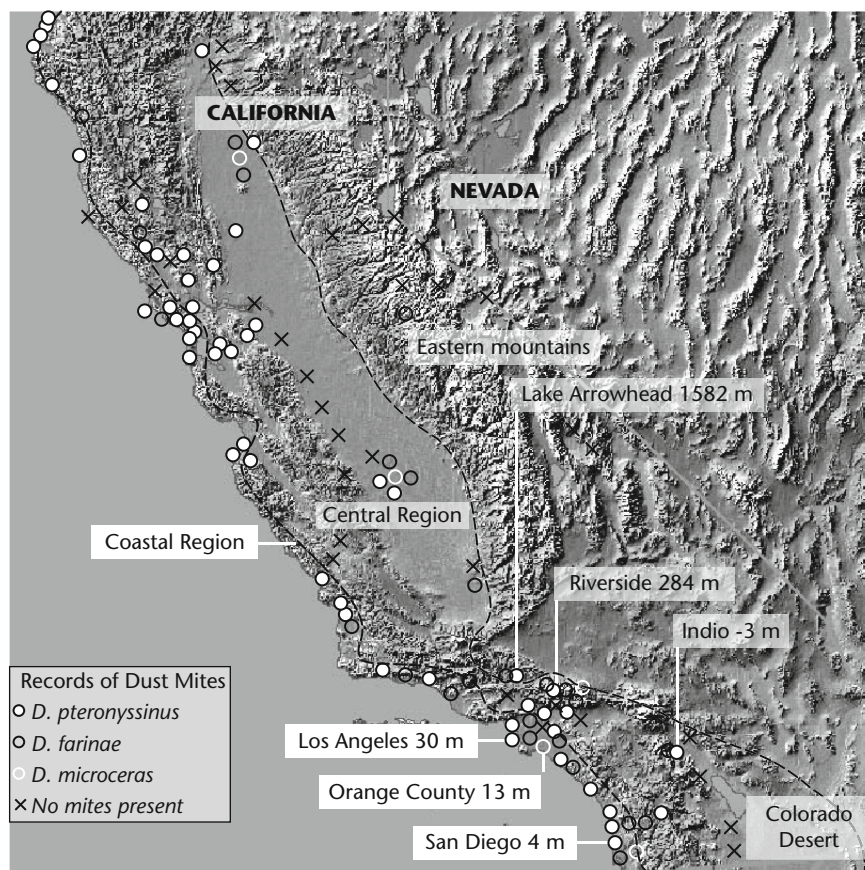 CALIFORNIA
NEVADA
Eastern mountains
Lake Arrowhead 1582 m
Central Region
Coastal Region
Riverside 284 m
Indio -3 m
Records of Dust Mites
D. pteronyssinus
D. farinae
D. microceras
No mites present
Los Angeles 30 m
Orange County 13 m
San Diego 4 m
Colorado
Desert